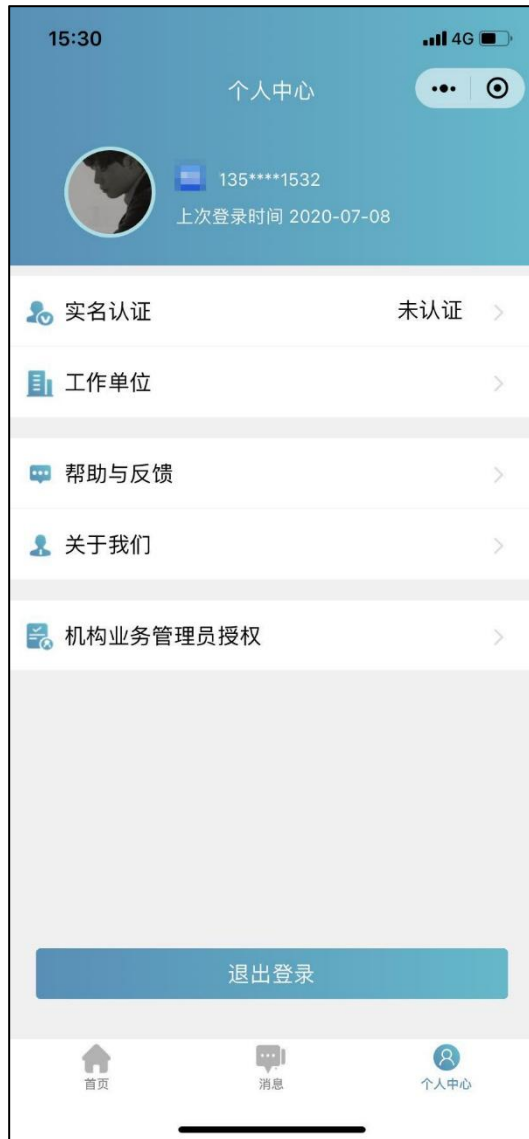 15:30
4G
个人中心
135****1532
上次登录时间 2020-07-08
实名认证 未认证
工作单位
帮助与反馈
关于我们
机构业务管理员授权
退出登录
首页 消息 个人中心